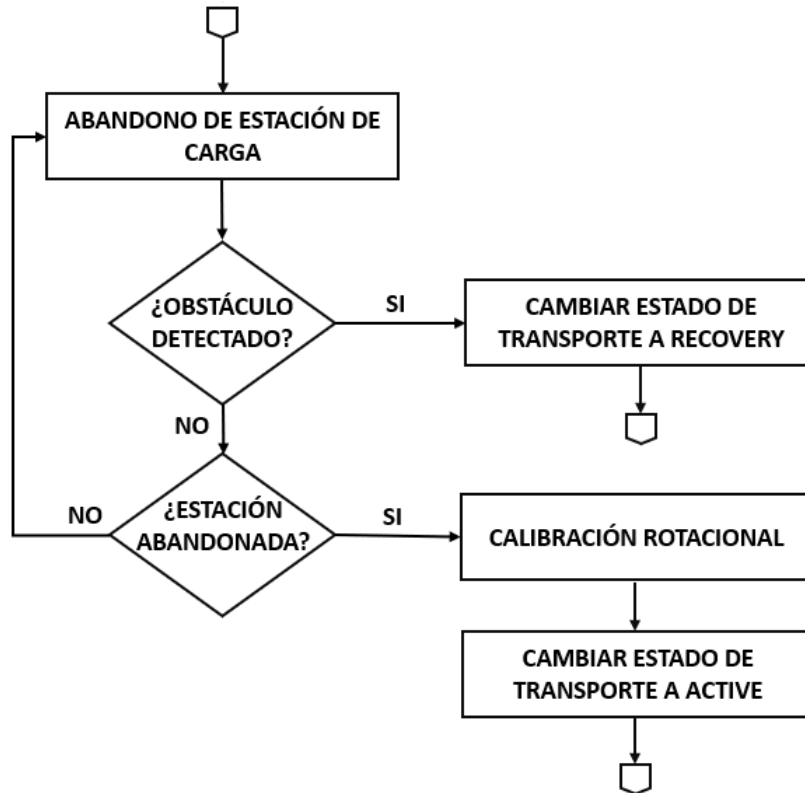 ABANDONO DE ESTACIÓN DE
CARGA
¿OBSTÁCULO
DETECTADO?
SI
CAMBIAR ESTADO DE
TRANSPORTE A RECOVERY
NO
¿ESTACIÓN
ABANDONADA?
NO
SI
CALIBRACIÓN ROTACIONAL
CAMBIAR ESTADO DE
TRANSPORTE A ACTIVE